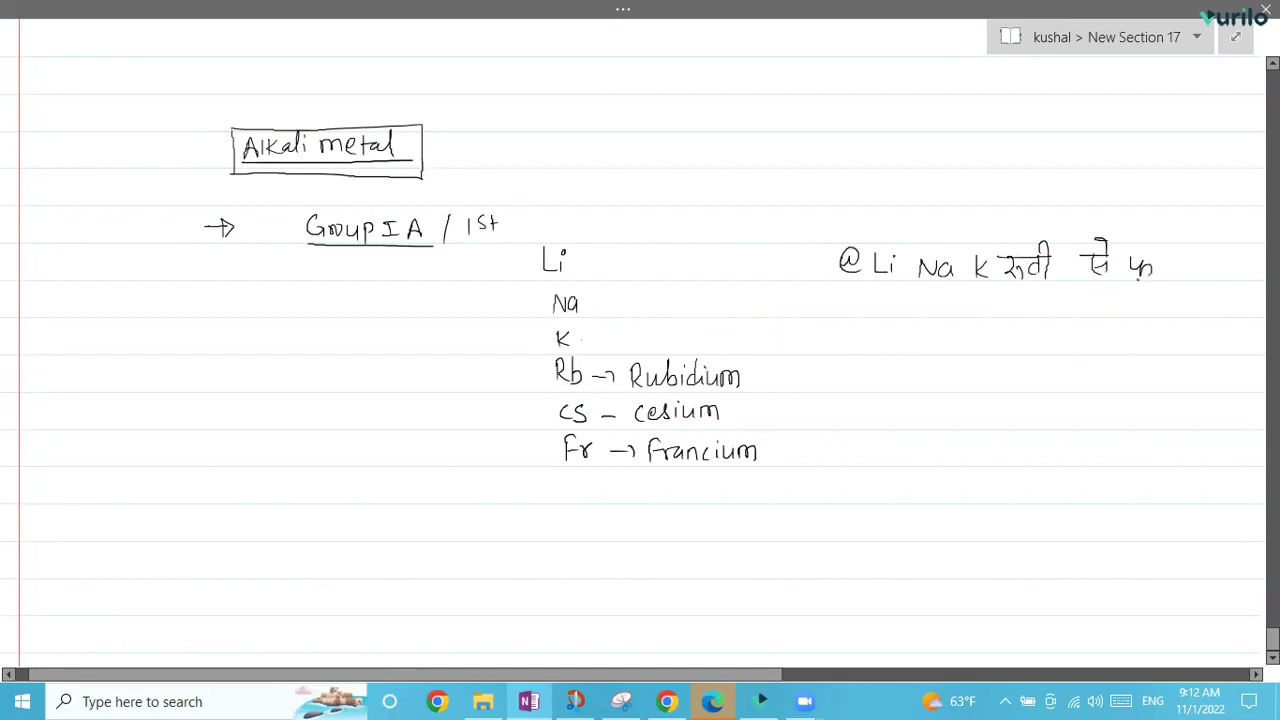 vurilo
kushal > New Section 17
Alkali metal
→ Group I A / 1st
Li
@ Li Na K रूबी से फ्र
Na
K
Rb → Rubidium
Cs - Cesium
Fr → Francium
Type here to search
63°F
ENG
9:12 AM
11/1/2022